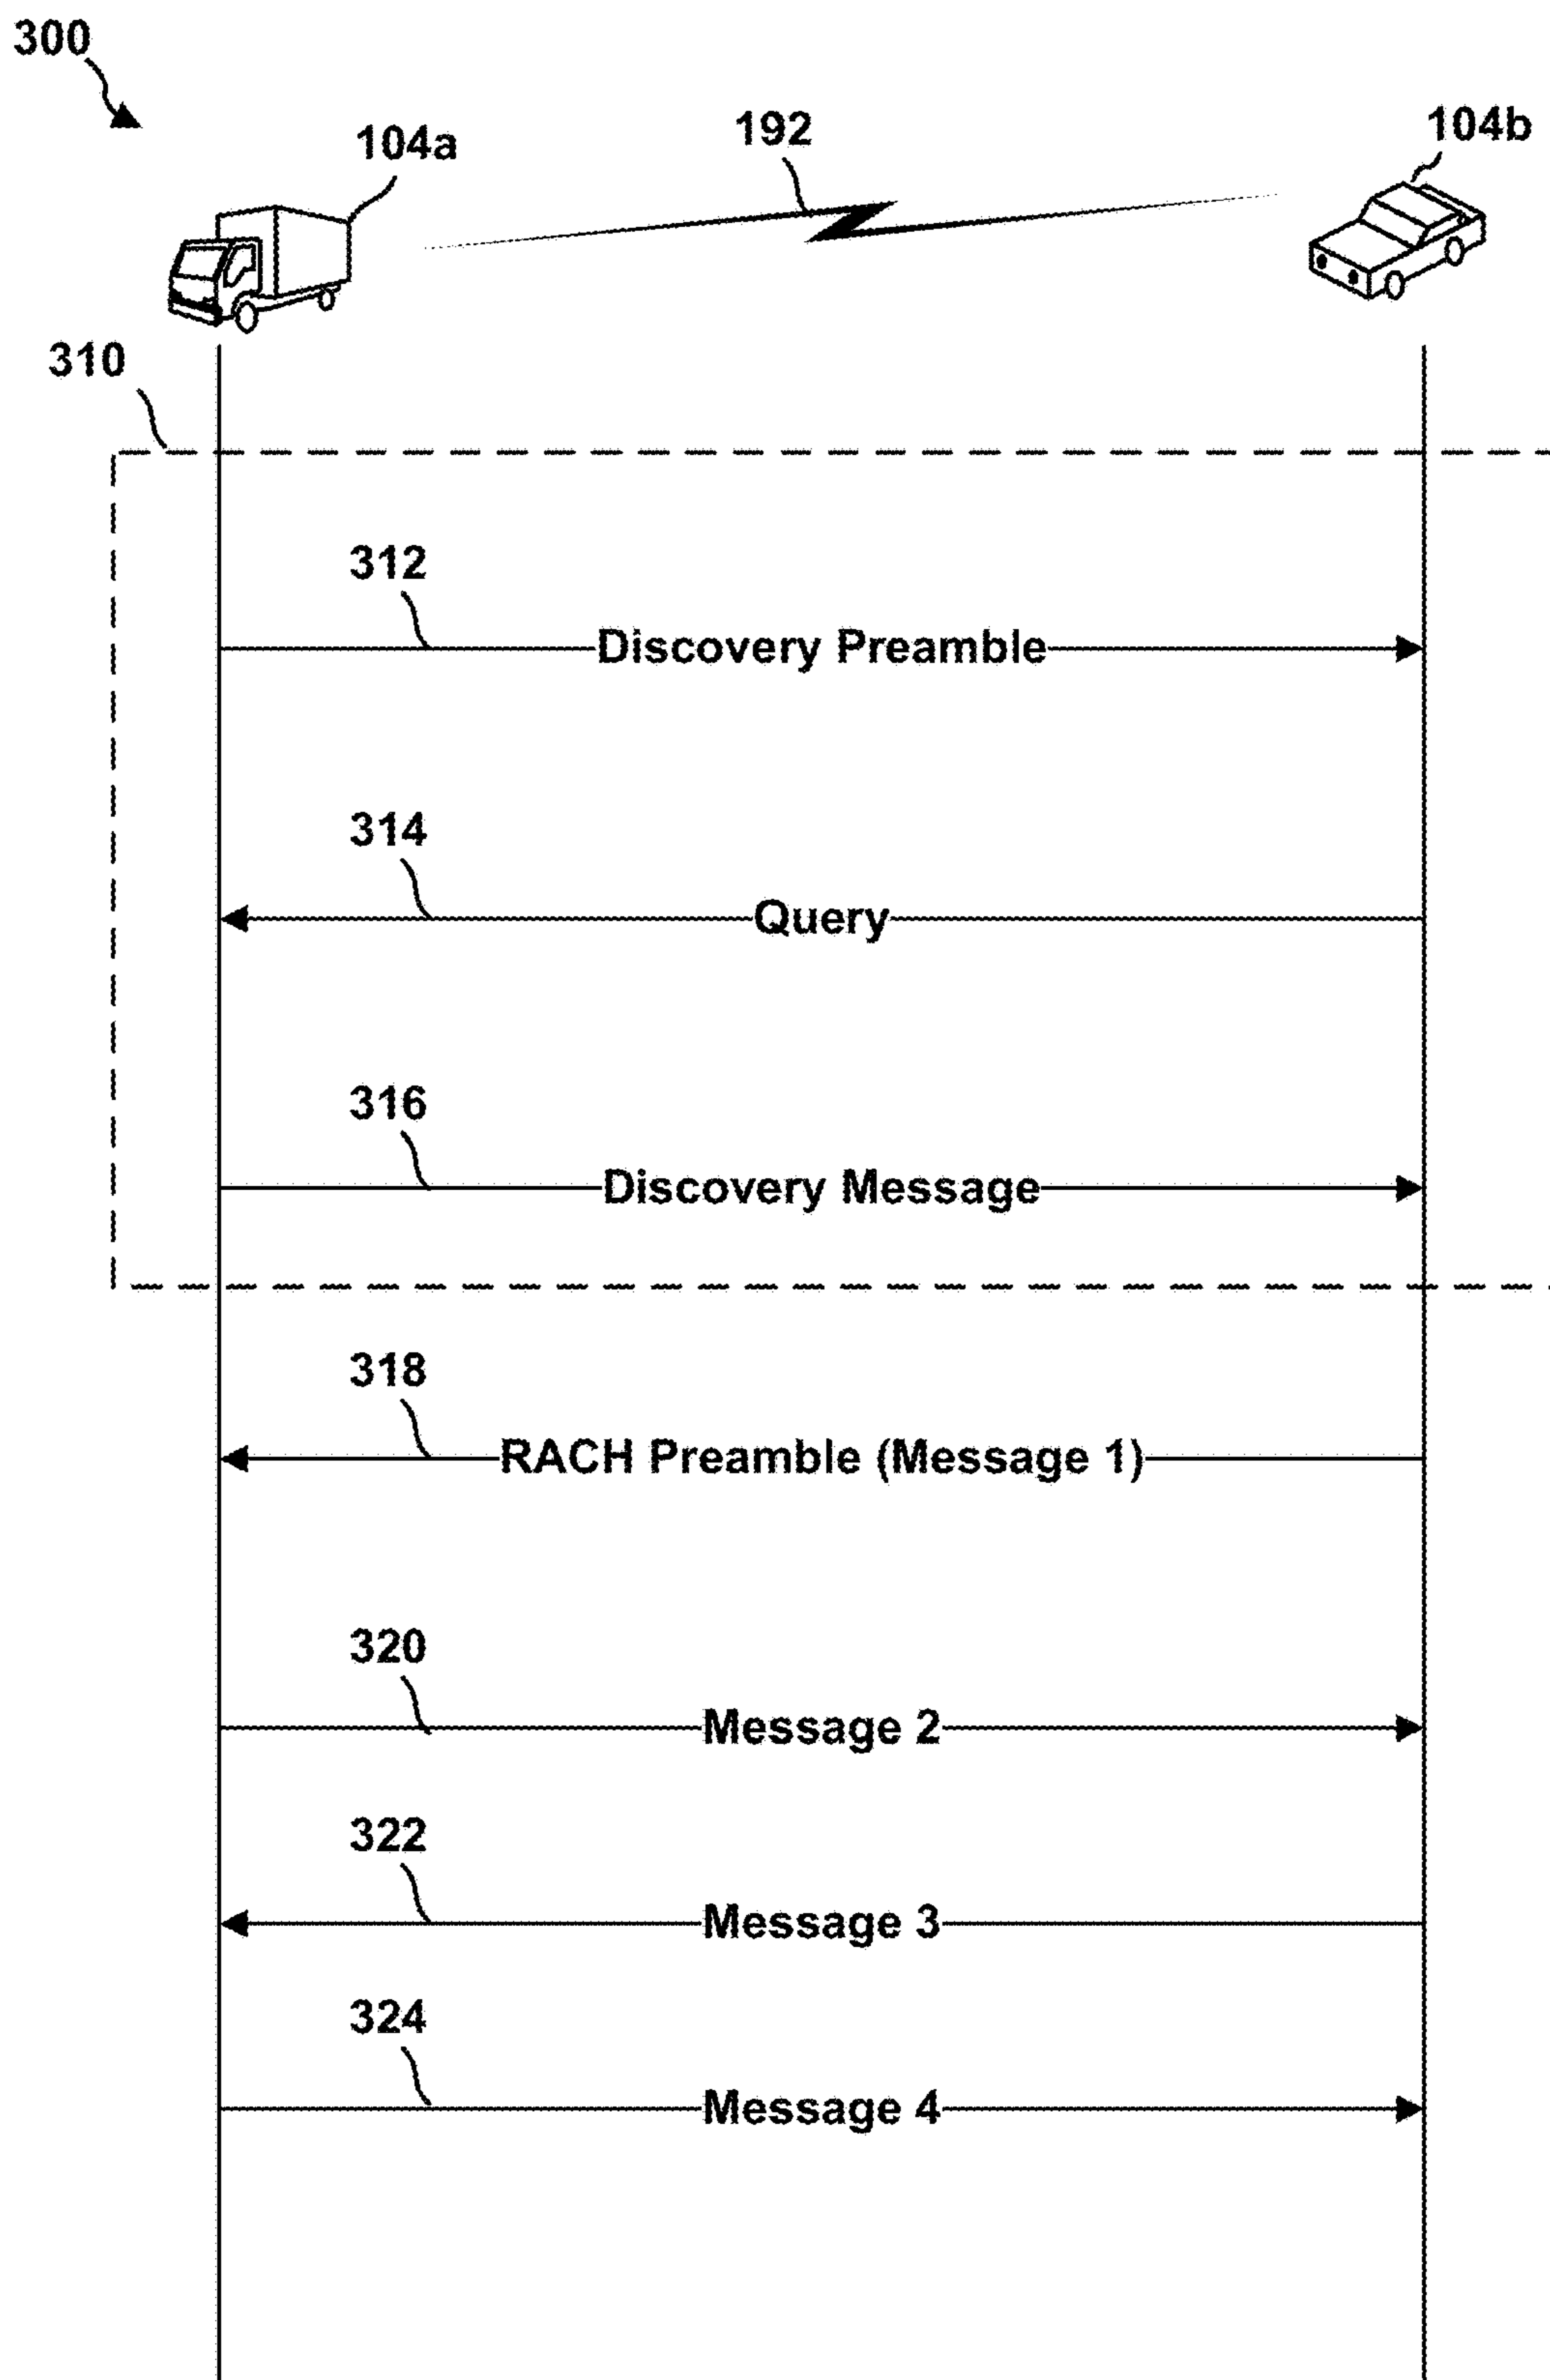 300
104a
192
104b
310
312
Discovery Preamble
314
Query
316
Discovery Message
318
RACH Preamble (Message 1)
320
Message 2
322
Message 3
324
Message 4